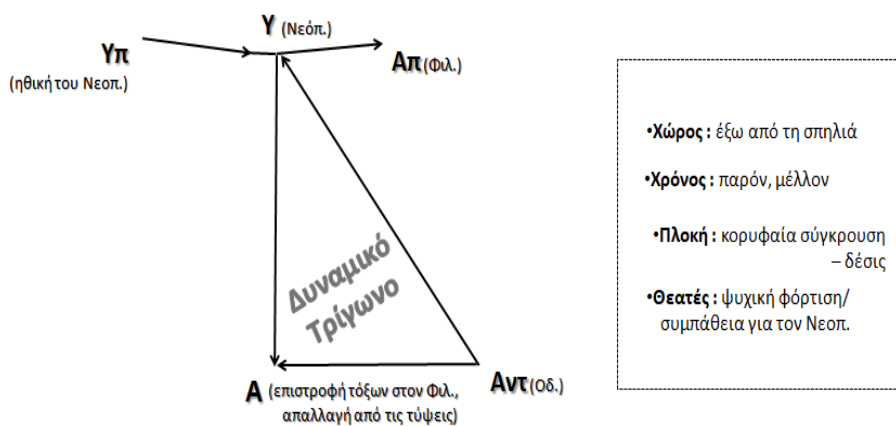 Υ (Νεόπ.)
Υπ
(ηθική του Νεοπ.)
Απ (Φιλ.)
Δυναμικό
Τρίγωνο
Α (επιστροφή τόξων στον Φιλ.,
απαλλαγή από τις τύψεις)
Αντ (Οδ.)
•Χώρος : έξω από τη σπηλιά
•Χρόνος : παρόν, μέλλον
•Πλοκή : κορυφαία σύγκρουση
– δέσις
•Θεατές : ψυχική φόρτιση/
συμπάθεια για τον Νεοπ.